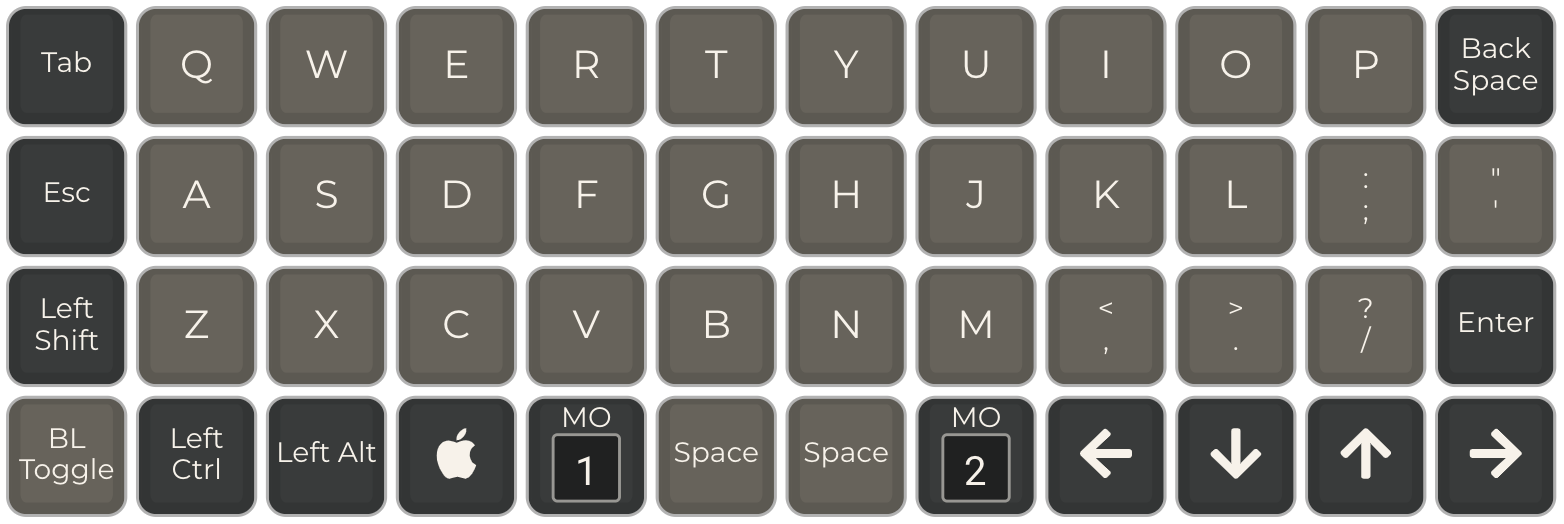 Tab Q W E R T Y U I O P Back
Space
Esc A S D F G H J K L :
;
"
'
Left
Shift
Z X C V B N M <
,
>
.
?
/
Enter
BL
Toggle
Left
Ctrl
Left Alt
MO
1
Space Space
MO
2
← ↓ ↑ →